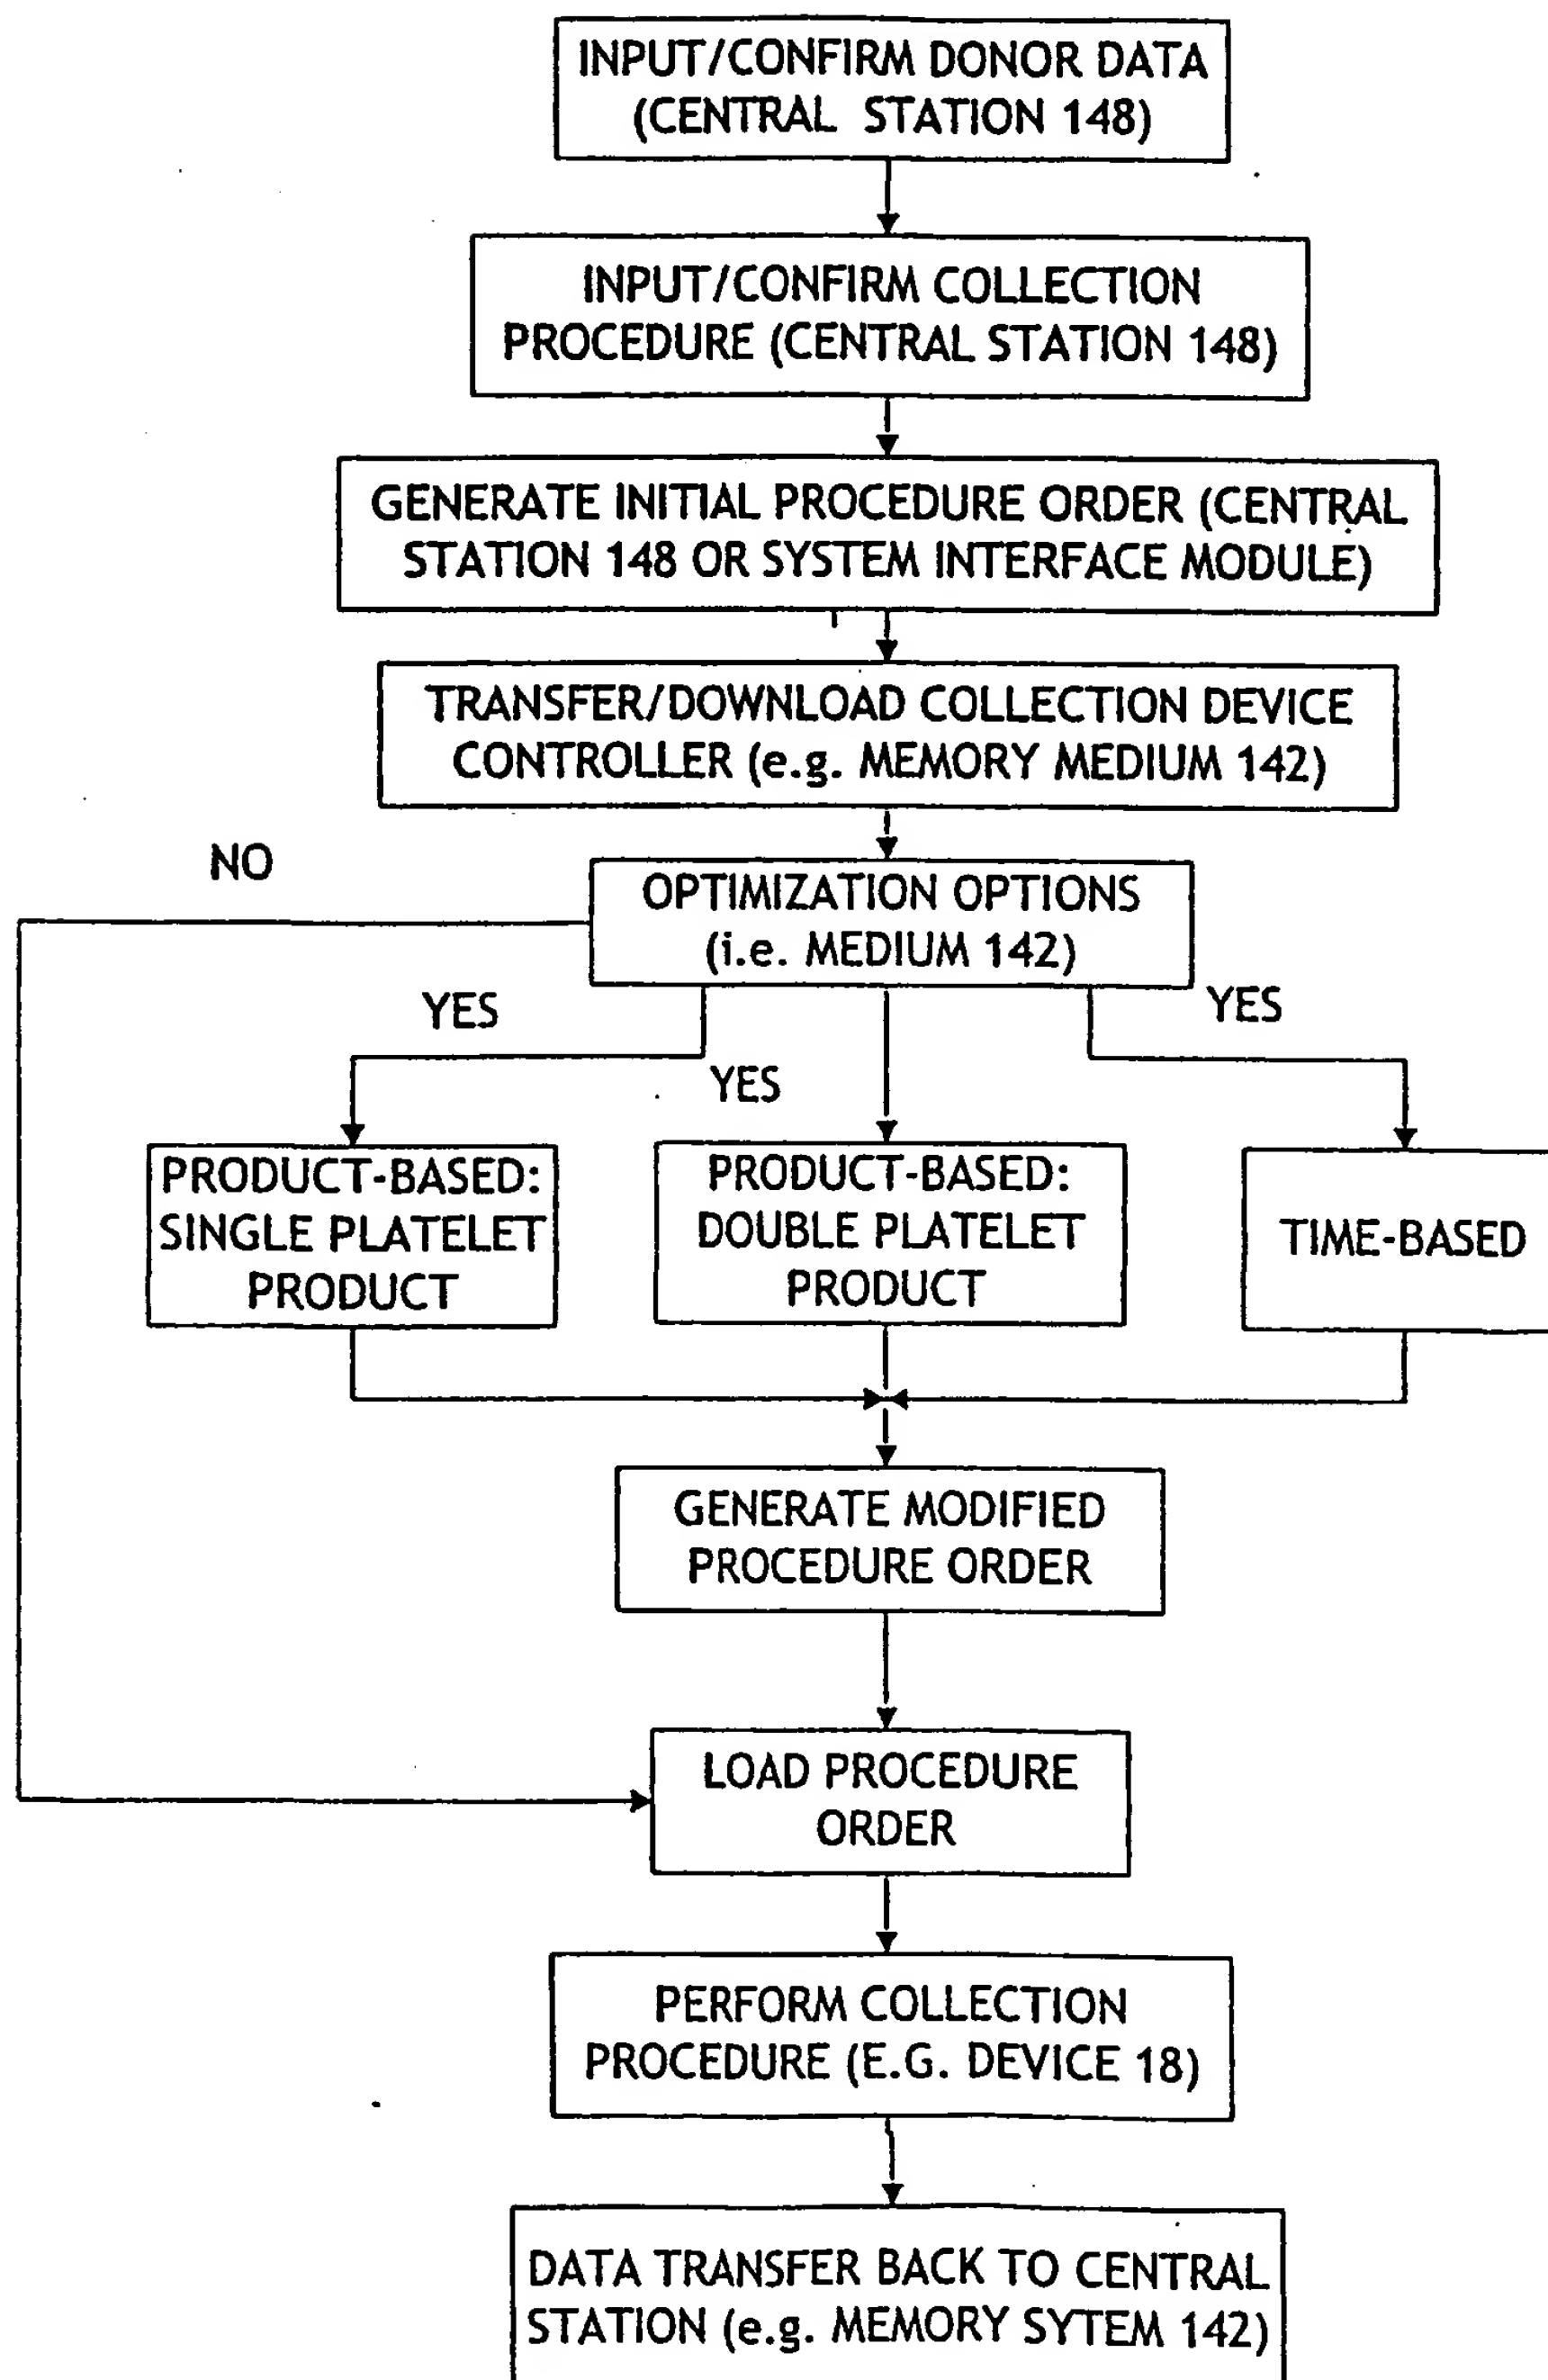 INPUT/CONFIRM DONOR DATA
(CENTRAL STATION 148)
INPUT/CONFIRM COLLECTION
PROCEDURE (CENTRAL STATION 148)
GENERATE INITIAL PROCEDURE ORDER (CENTRAL
STATION 148 OR SYSTEM INTERFACE MODULE)
TRANSFER/DOWNLOAD COLLECTION DEVICE
CONTROLLER (e.g. MEMORY MEDIUM 142)
NO
OPTIMIZATION OPTIONS
(i.e. MEDIUM 142)
YES
YES
YES
PRODUCT-BASED:
SINGLE PLATELET
PRODUCT
PRODUCT-BASED:
DOUBLE PLATELET
PRODUCT
TIME-BASED
GENERATE MODIFIED
PROCEDURE ORDER
LOAD PROCEDURE
ORDER
PERFORM COLLECTION
PROCEDURE (E.G. DEVICE 18)
DATA TRANSFER BACK TO CENTRAL
STATION (e.g. MEMORY SYTEM 142)